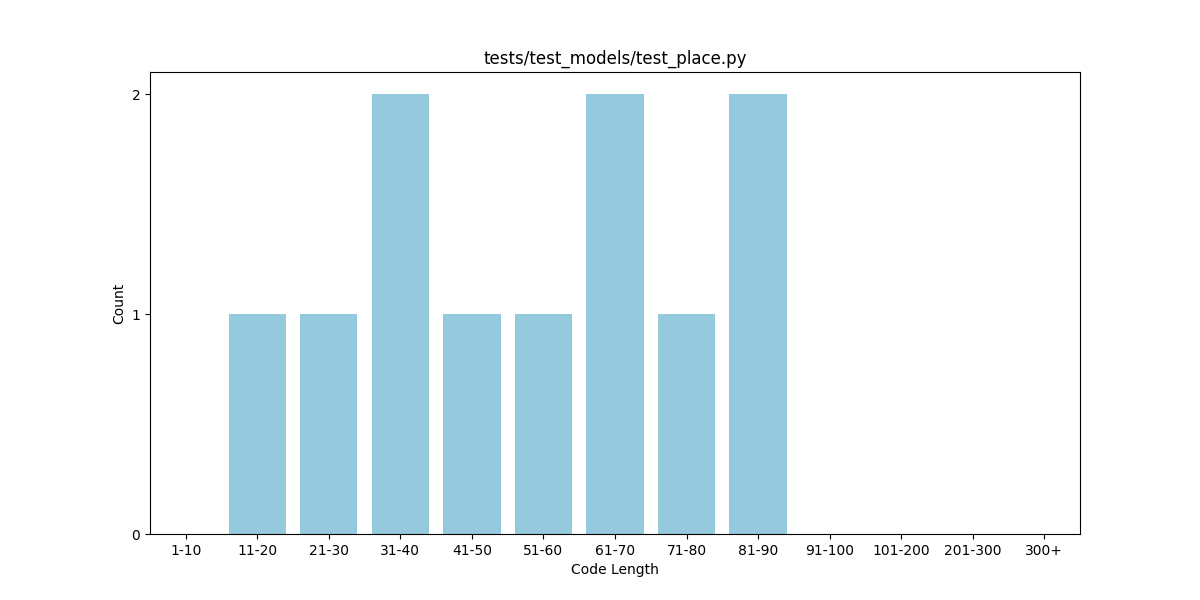 tests/test_models/test_place.py
Count
2
1
0
1-10 11-20 21-30 31-40 41-50 51-60 61-70 71-80 81-90 91-100 101-200 201-300 300+
Code Length